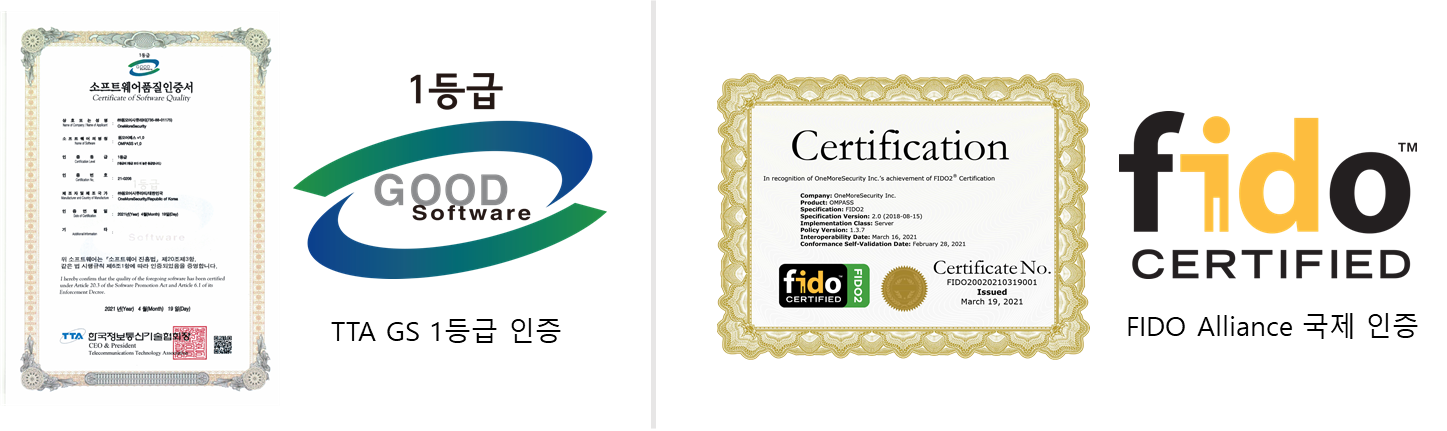 1등급
GOOD
Software
소프트웨어품질인증서
Certificate of Software Quality
상 호 또 는 성 명 : ㈜원모어시큐리티(735-88-01175)
Name of Company / Name of Applicant OneMoreSecurity
소 프 트 웨 어 제 명 칭 : 옴파스 v1.0
Name of Software OMPASS v1.0
인 증 등 급 : 1등급
Certification Level
인 증 번 호 : 21-0208
Certification No.
제 조 자 및 제 조 국 가 : ㈜원모어시큐리티/대한민국
Manufacturer and Country of Manufacturer OneMoreSecurity/Republic of Korea
인 증 연 월 일 : 2021년(Year) 4월(Month) 19일(Day)
Date of Certification
기 타 :
Additional Information
위 소프트웨어는 「소프트웨어 진흥법」 제20조제3항,
같은 법 시행규칙 제6조1항에 따라 인증되었음을 증명합니다.
I hereby confirm that the quality of the foregoing software has been certified
under Article 20.3 of the Software Promotion Act and Article 6.1 of its
Enforcement Decree.
2021 년(Year) 4 월(Month) 19 일(Day)
TTA 한국정보통신기술협회장
CEO & President
Telecommunications Technology Association
1등급
GOOD
Software
TTA GS 1등급 인증
Certification
In recognition of OneMoreSecurity Inc.'s achievement of FIDO2® Certification
Company: OneMoreSecurity Inc.
Product: OMPASS
Specification: FIDO2
Specification Version: 2.0 (2018-08-15)
Implementation Class: Server
Policy Version: 1.3.7
Interoperability Date: March 16, 2021
Conformance Self-Validation Date: February 28, 2021
fido
CERTIFIED
FIDO2
Certificate No.
FIDO20020210319001
Issued
March 19, 2021
fido™
CERTIFIED
FIDO Alliance 국제 인증